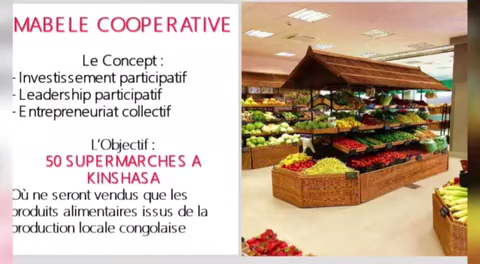 MABELE COOPERATIVE
Le Concept :
- Investissement participatif
- Leadership participatif
- Entrepreneuriat collectif
L'Objectif :
50 SUPERMARCHES A
KINSHASA
Où ne seront vendus que les
produits alimentaires issus de la
production locale congolaise